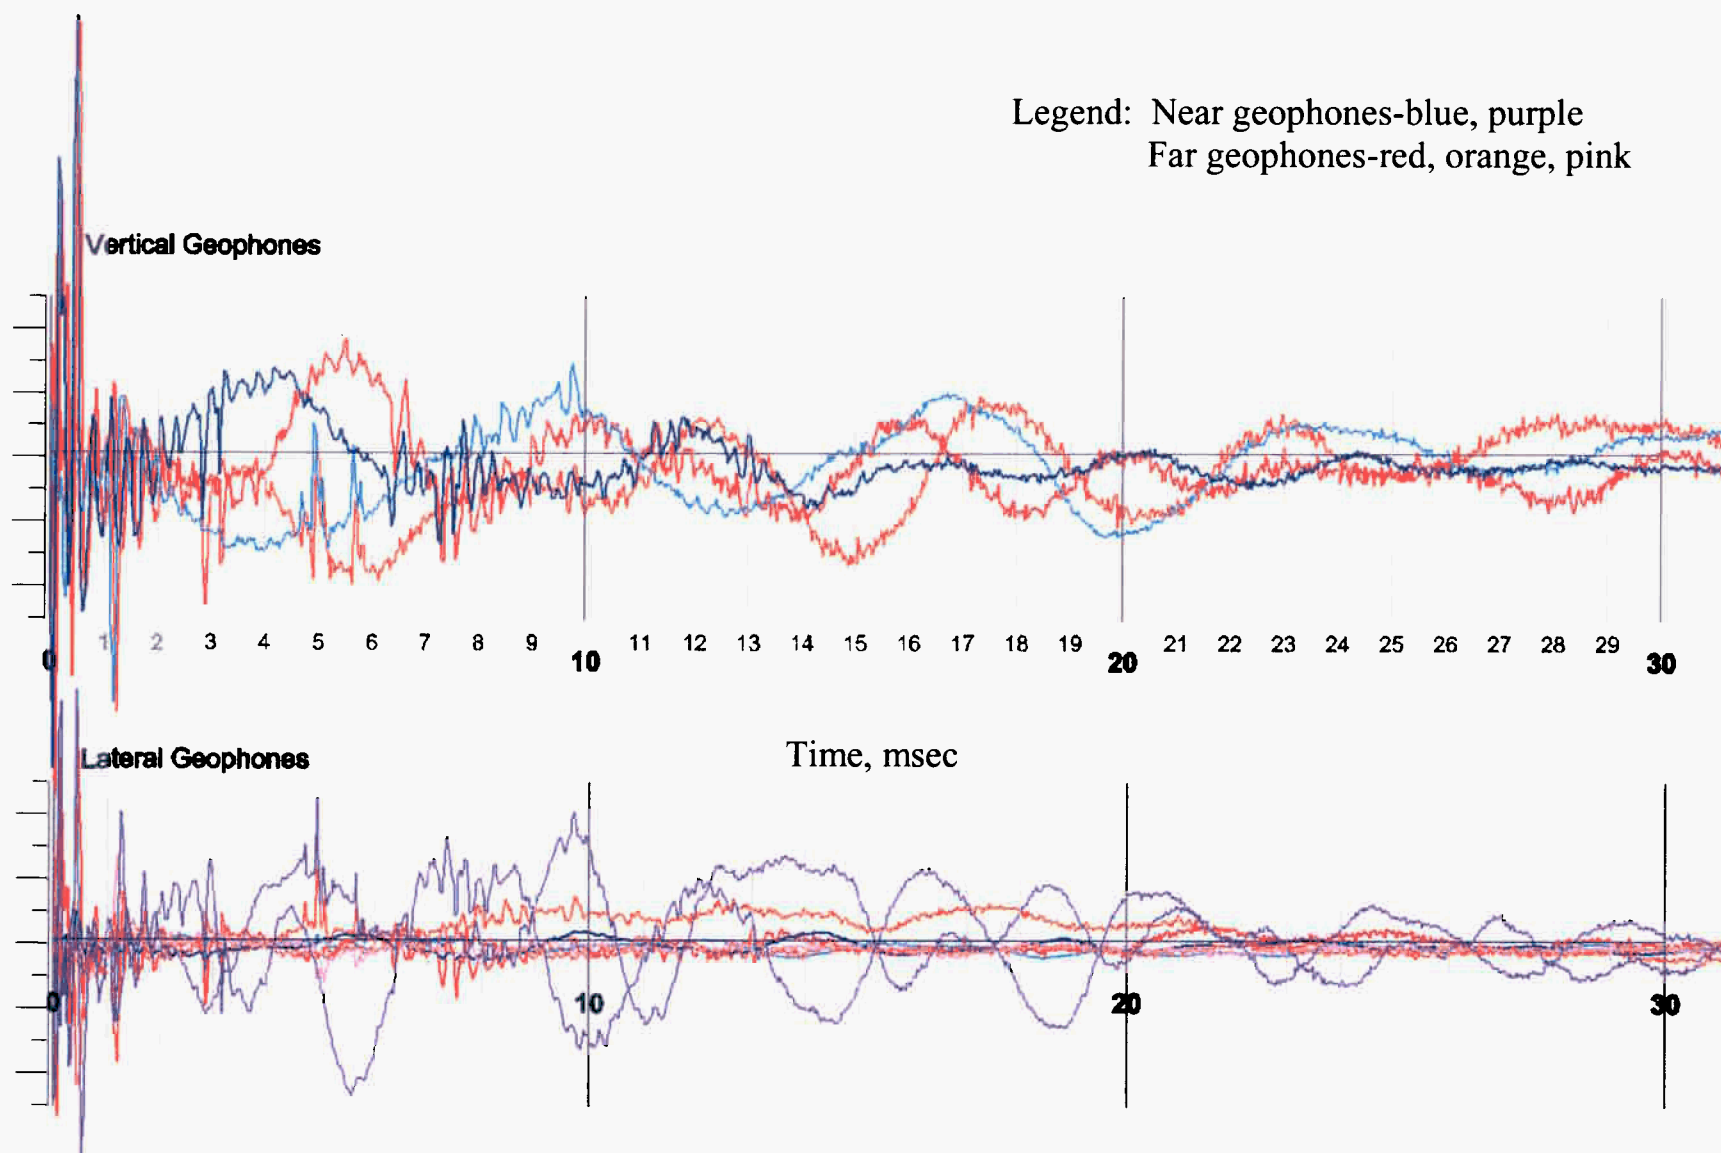 Legend: Near geophones-blue, purple
Far geophones-red, orange, pink
Vertical Geophones
1 2 3 4 5 6 7 8 9 11 12 13 14 15 16 17 18 19 21 22 23 24 25 26 27 28 29
0 10 20 30
Lateral Geophones
Time, msec
0 10 20 30